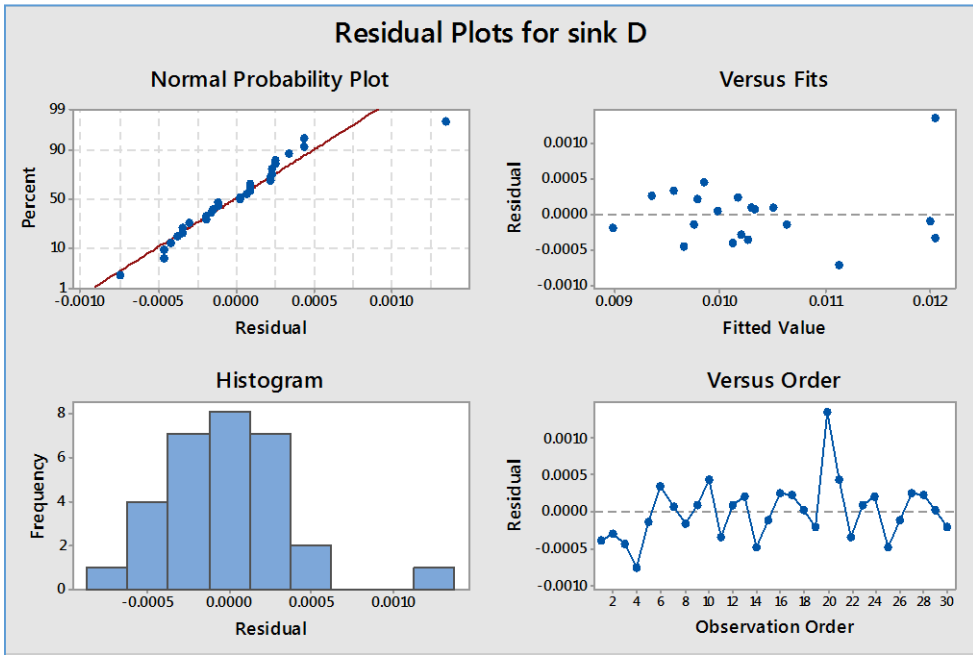 Residual Plots for sink D
Normal Probability Plot
99
90
50
10
1
Percent
-0.0010 -0.0005 0.0000 0.0005 0.0010
Residual
Versus Fits
0.0010
0.0005
0.0000
-0.0005
-0.0010
Residual
0.009 0.010 0.011 0.012
Fitted Value
Histogram
8
6
4
2
0
Frequency
-0.0005 0.0000 0.0005 0.0010
Residual
Versus Order
0.0010
0.0005
0.0000
-0.0005
-0.0010
Residual
2 4 6 8 10 12 14 16 18 20 22 24 26 28 30
Observation Order